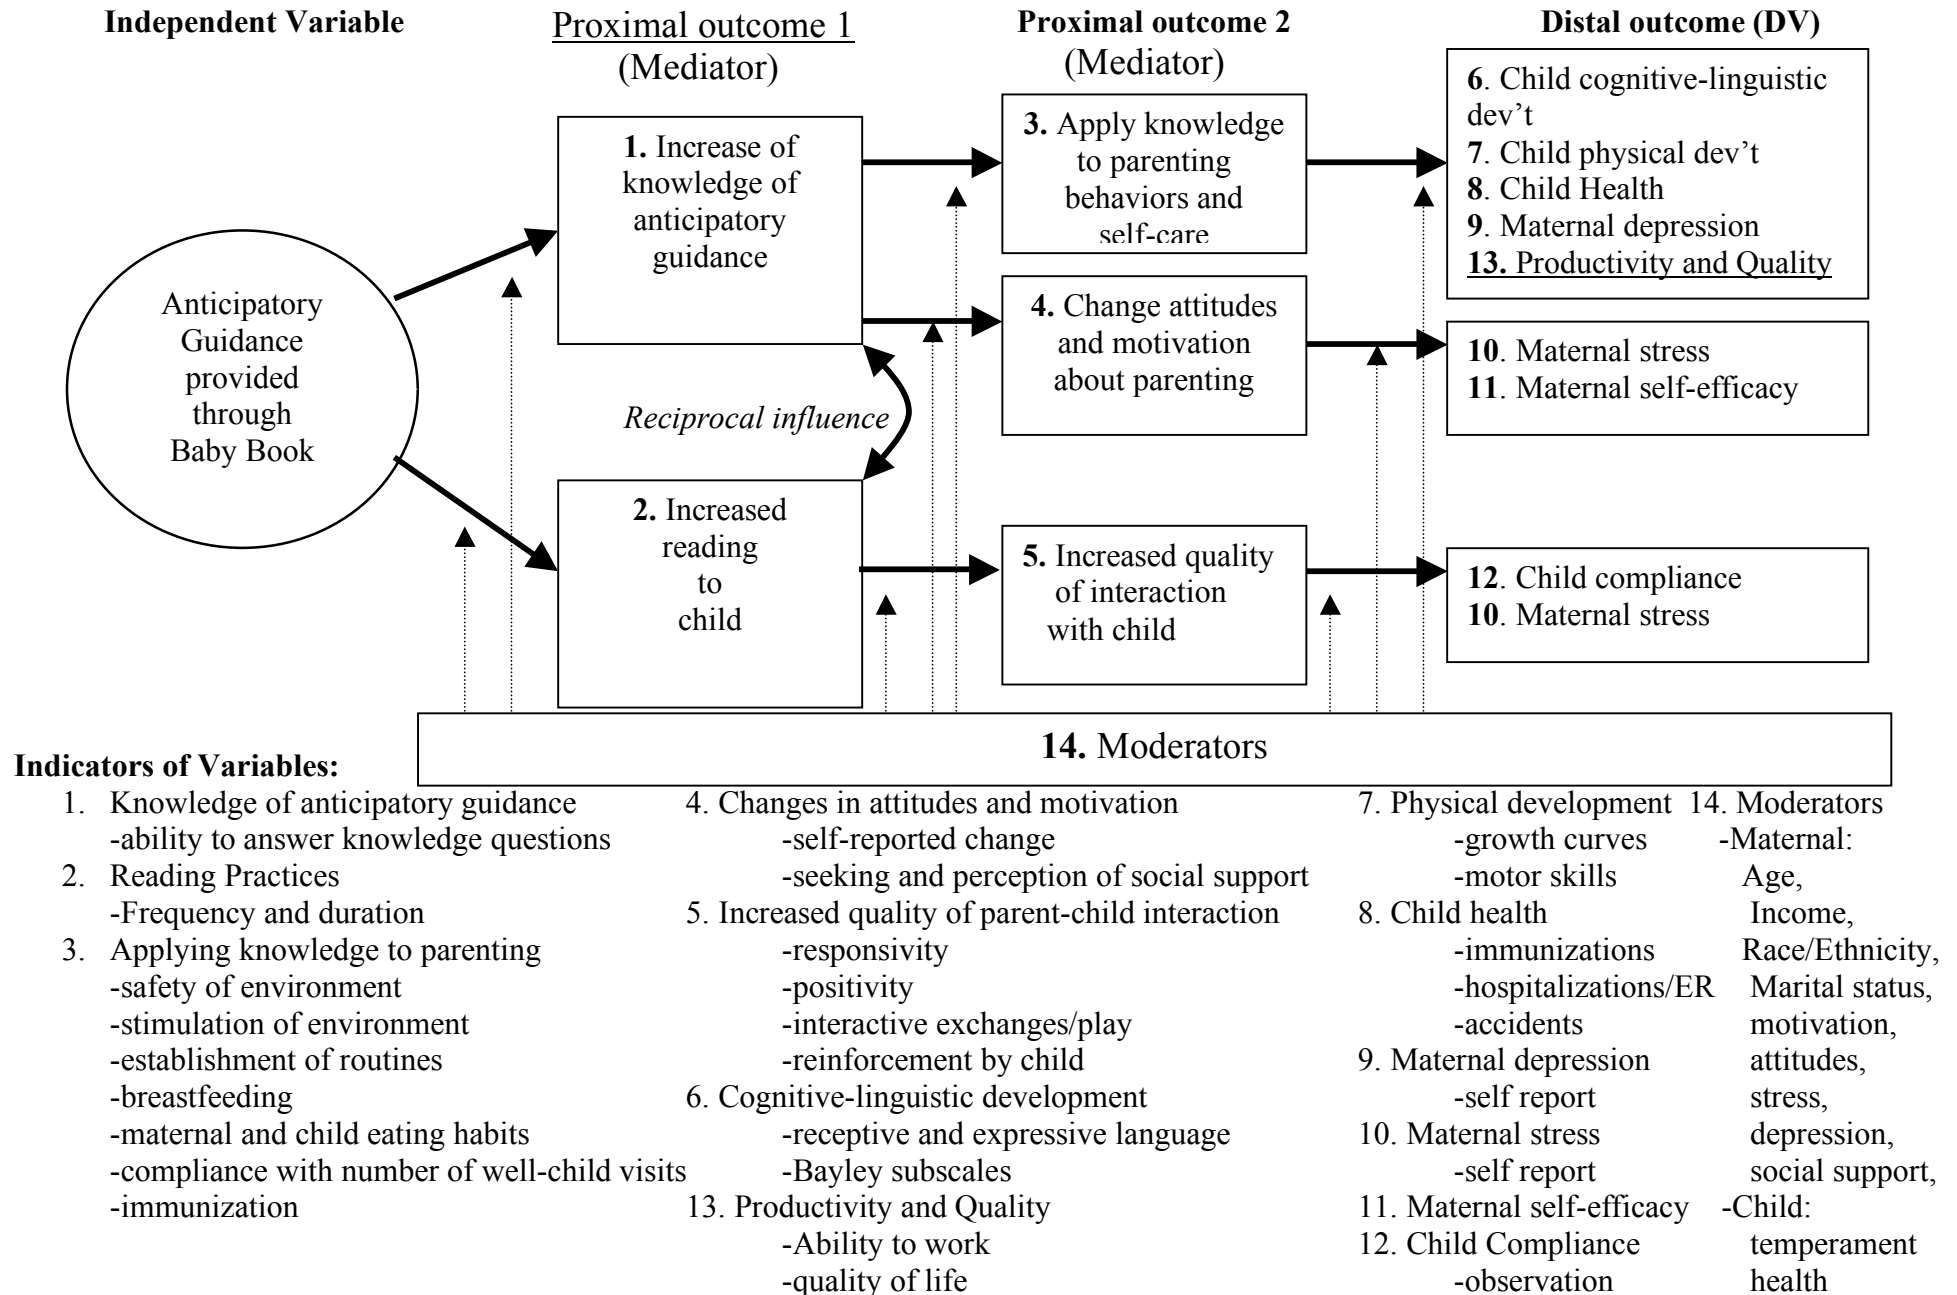 Independent Variable
Proximal outcome 1
(Mediator)
Proximal outcome 2
(Mediator)
Distal outcome (DV)
Anticipatory
Guidance
provided
through
Baby Book
1. Increase of
knowledge of
anticipatory
guidance
Reciprocal influence
2. Increased
reading
to
child
3. Apply knowledge
to parenting
behaviors and
self-care
4. Change attitudes
and motivation
about parenting
5. Increased quality
of interaction
with child
6. Child cognitive-linguistic
dev’t
7. Child physical dev’t
8. Child Health
9. Maternal depression
13. Productivity and Quality
10. Maternal stress
11. Maternal self-efficacy
12. Child compliance
10. Maternal stress
14. Moderators
Indicators of Variables:
1. Knowledge of anticipatory guidance
-ability to answer knowledge questions
2. Reading Practices
-Frequency and duration
3. Applying knowledge to parenting
-safety of environment
-stimulation of environment
-establishment of routines
-breastfeeding
-maternal and child eating habits
-compliance with number of well-child visits
-immunization
4. Changes in attitudes and motivation
-self-reported change
-seeking and perception of social support
5. Increased quality of parent-child interaction
-responsivity
-positivity
-interactive exchanges/play
-reinforcement by child
6. Cognitive-linguistic development
-receptive and expressive language
-Bayley subscales
13. Productivity and Quality
-Ability to work
-quality of life
7. Physical development
-growth curves
-motor skills
8. Child health
-immunizations
-hospitalizations/ER
-accidents
9. Maternal depression
-self report
10. Maternal stress
-self report
11. Maternal self-efficacy
12. Child Compliance
-observation
14. Moderators
-Maternal:
Age,
Income,
Race/Ethnicity,
Marital status,
motivation,
attitudes,
stress,
depression,
social support,
-Child:
temperament
health